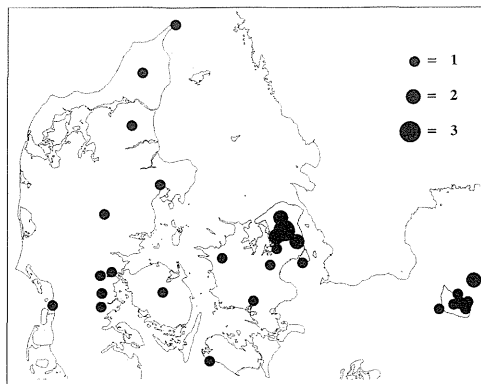 = 1
= 2
= 3